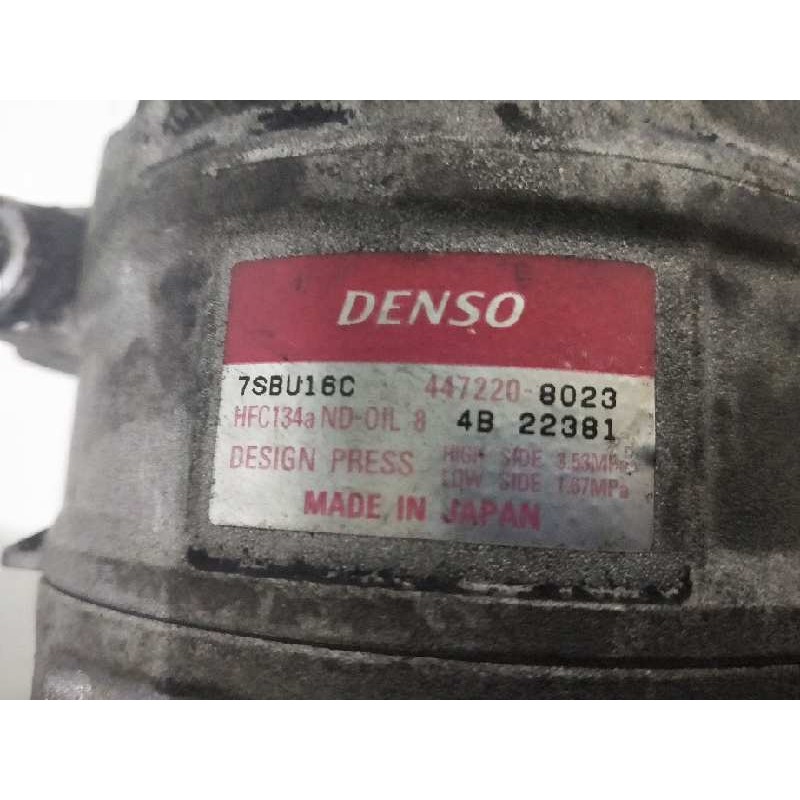 DENSO
7SBU16C 447220-8023
HFC134a ND-OIL 8 4B 22381
DESIGN PRESS HIGH SIDE 3.53MPa
LOW SIDE 1.67MPa
MADE IN JAPAN